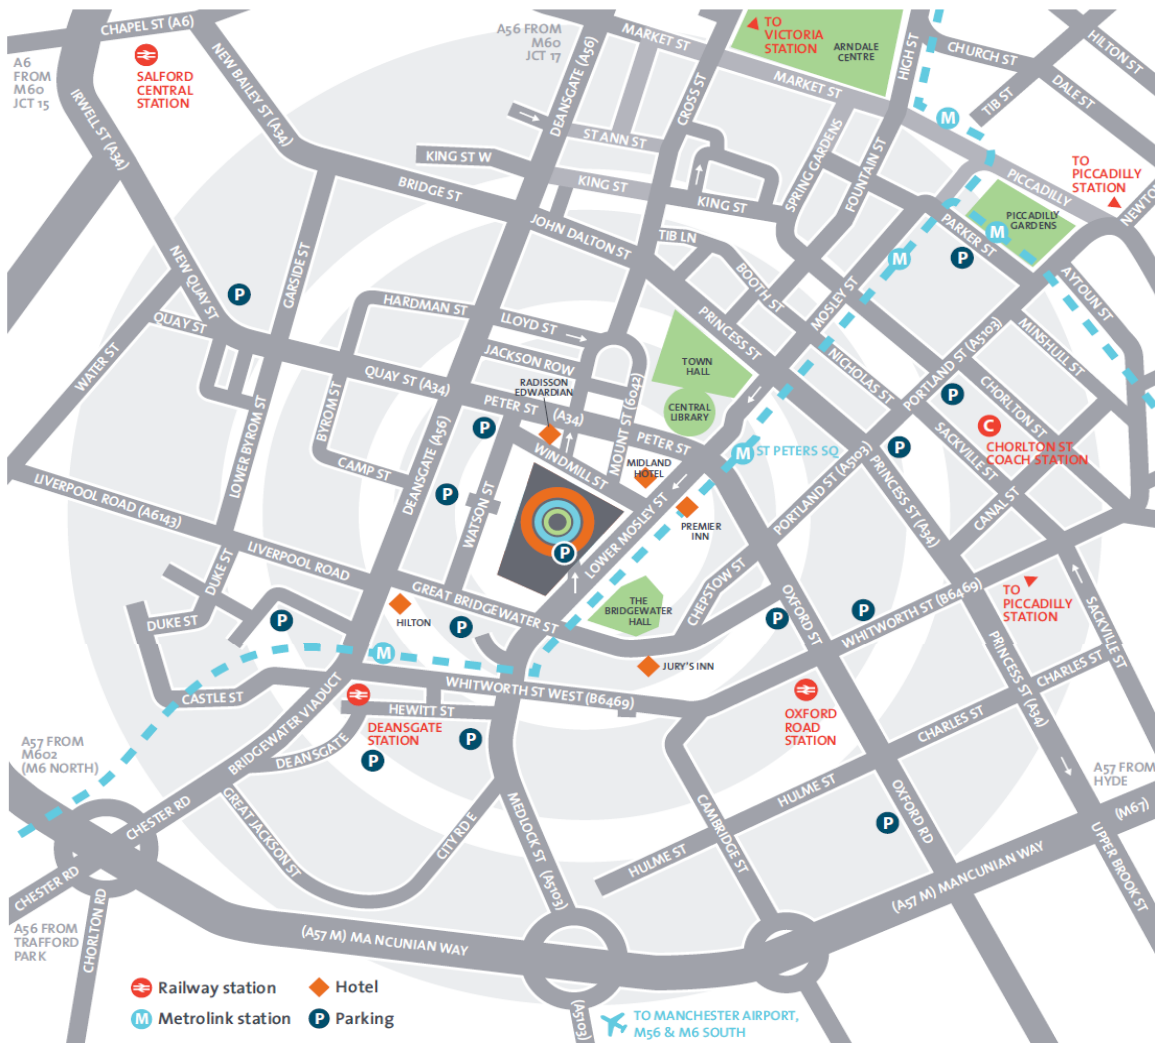 CHAPEL ST (A6)
A6
FROM
M60
JCT 15
SALFORD
CENTRAL
STATION
NEW BAILEY ST (A34)
IRWELL ST (A34)
A56 FROM
M60
JCT 17
DEANSGATE (A56)
MARKET ST
CROSS ST
TO
VICTORIA
STATION
ARNDALE
CENTRE
MARKET ST
HIGH ST
CHURCH ST
HILTON ST
TIB ST
DALE ST
M
ST ANN ST
KING ST W
KING ST
KING ST
SPRING GARDENS
FOUNTAIN ST
PICCADILLY
TO
PICCADILLY
STATION
NEWTO
PICCADILLY
GARDENS
M
PARKER ST
P
M
BRIDGE ST
JOHN DALTON ST
TIB LN
BOOTH ST
MOSLEY ST
AYTOUN ST
NEW QUAY ST
P
GARSIDE ST
HARDMAN ST
LLOYD ST
PRINCESS ST
NICHOLAS ST
PORTLAND ST (A5103)
MINSHULL ST
QUAY ST
WATER ST
QUAY ST (A34)
JACKSON ROW
RADISSON
EDWARDIAN
PETER ST
(A34)
MOUNT ST (6042)
TOWN
HALL
CENTRAL
LIBRARY
PETER ST
CHORLTON ST
P
C
CHORLTON ST
COACH STATION
SACKVILLE ST
P
BYROM ST
LOWER BYROM ST
CAMP ST
DEANSGATE (A56)
P
P
WATSON ST
WINDMILL ST
MIDLAND
HOTEL
M
ST PETERS SQ
PREMIER
INN
LOWER MOSLEY ST
PORTLAND ST (A5103)
PRINCESS ST (A34)
CANAL ST
LIVERPOOL ROAD (A6143)
LIVERPOOL ROAD
DUKE ST
DUKE ST
P
P
GREAT BRIDGEWATER ST
HILTON
P
THE
BRIDGEWATER
HALL
CHEPSTOW ST
OXFORD ST
P
P
WHITWORTH ST (B6469)
TO
PICCADILLY
STATION
SACKVILLE ST
M
CASTLE ST
JURY'S INN
WHITWORTH ST WEST (B6469)
HEWITT ST
DEANSGATE
STATION
P
P
BRIDGEWATER VIADUCT
DEANSGATE
OXFORD
ROAD
STATION
PRINCESS ST (A34)
CHARLES ST
CHARLES ST
A57 FROM
M602
(M6 NORTH)
A57 FROM
HYDE
(M67)
CHESTER RD
GREAT JACKSON ST
CITY RD E
MEDLOCK ST (A5103)
CAMBRIDGE ST
HULME ST
HULME ST
OXFORD RD
P
UPPER BROOK ST
CHESTER RD
CHORLTON RD
A56 FROM
TRAFFORD
PARK
(A57 M) MANCUNIAN WAY
(A57 M) MANCUNIAN WAY
(A5103)
Railway station
Hotel
M
Metrolink station
P
Parking
TO MANCHESTER AIRPORT,
M56 & M6 SOUTH